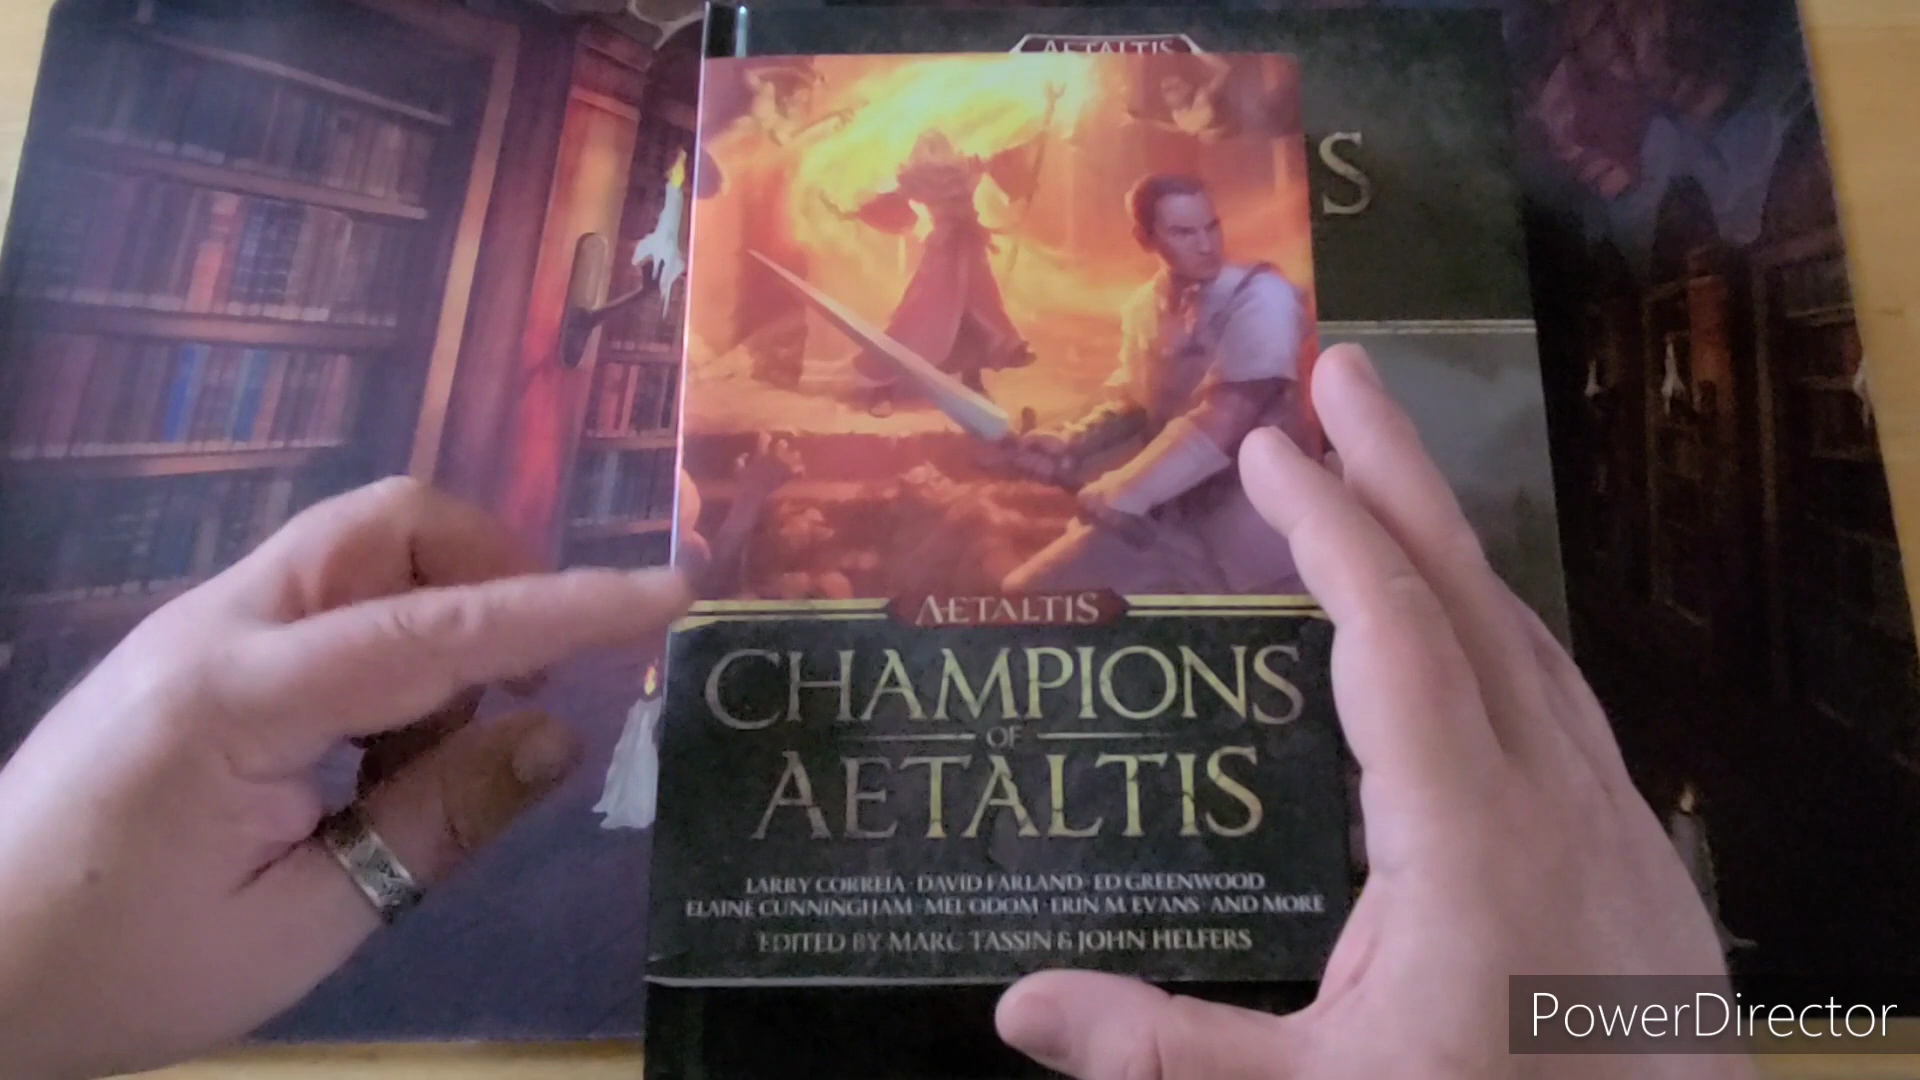 AETALTIS
S
AETALTIS
CHAMPIONS
OF
AETALTIS
LARRY CORREIA · DAVID FARLAND · ED GREENWOOD
ELAINE CUNNINGHAM · MEL ODOM · ERIN M. EVANS · AND MORE
EDITED BY MARC TASSIN & JOHN HELFERS
PowerDirector